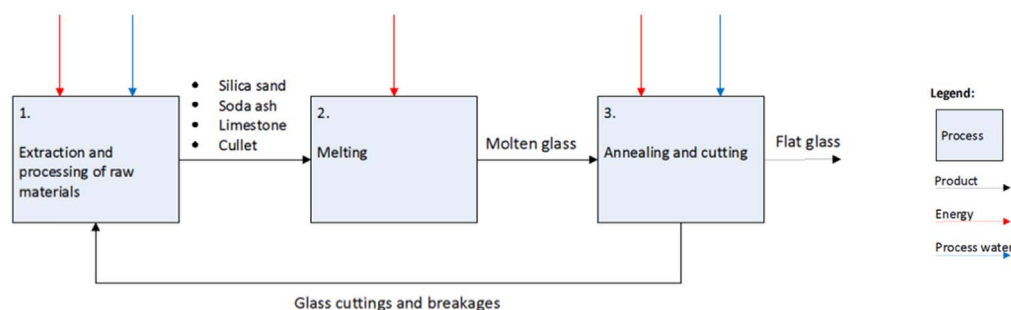 • Silica sand
• Soda ash
• Limestone
• Cullet
1.
Extraction and
processing of raw
materials
2.
Melting
Molten glass
3.
Annealing and cutting
Flat glass
Glass cuttings and breakages
Legend:
Process
Product
Energy
Process water